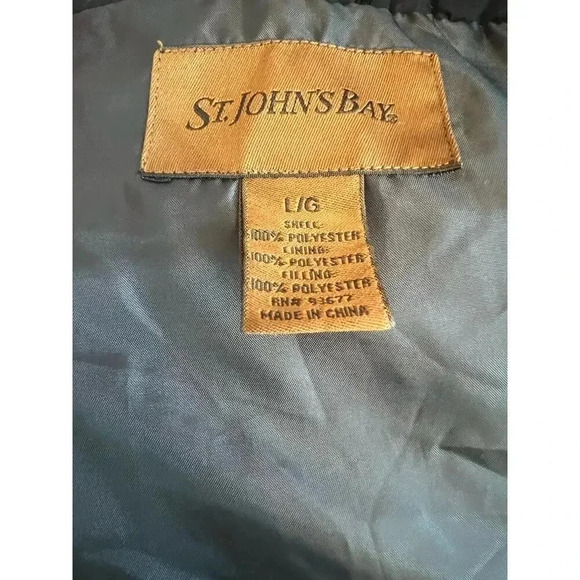 ST. JOHN'S BAY®
L/G
SHELL:
100% POLYESTER
LINING:
100% POLYESTER
FILLING:
100% POLYESTER
RN# 93677
MADE IN CHINA